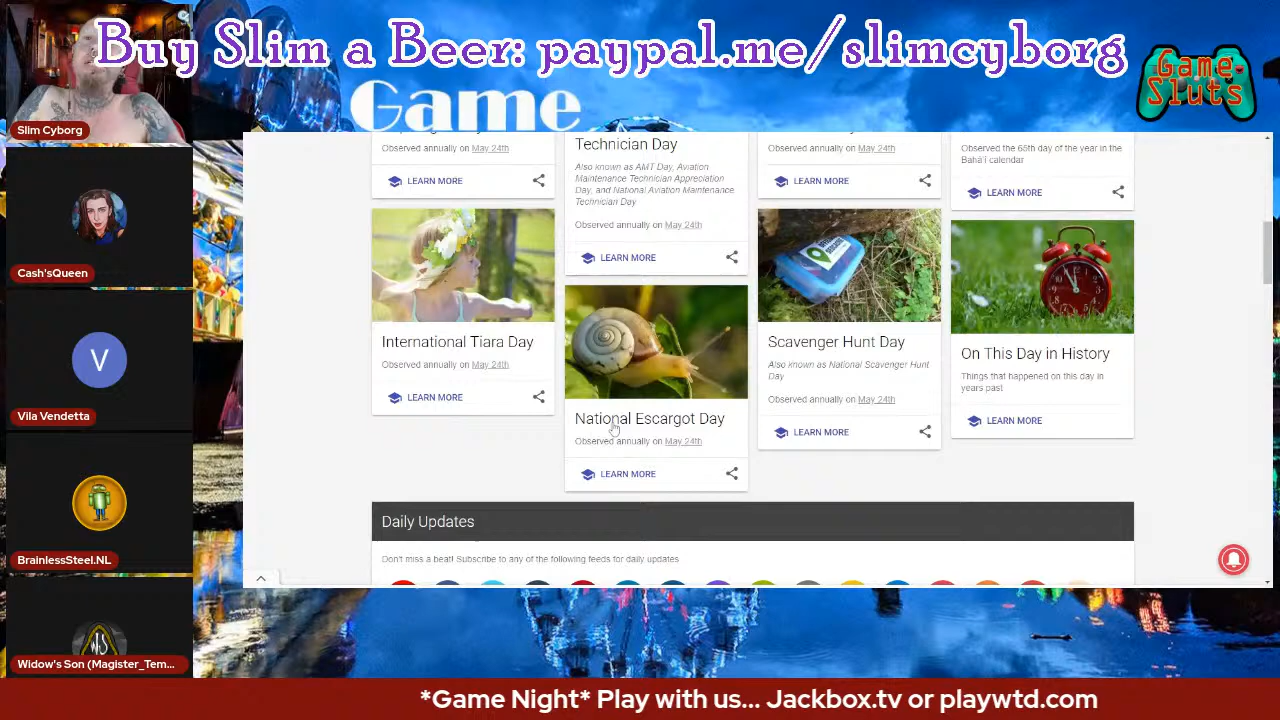 Buy Slim a Beer: paypal.me/slimcyborg
Game
Game-
Sluts
Slim Cyborg
Cash'sQueen
V
Vila Vendetta
BrainlessSteel.NL
WS
Widow's Son (Magister_Tem...
Observed annually on May 24th
LEARN MORE
International Tiara Day
Observed annually on May 24th
LEARN MORE
Technician Day
Also known as AMT Day, Aviation
Maintenance Technician Appreciation
Day, and National Aviation Maintenance
Technician Day
Observed annually on May 24th
LEARN MORE
National Escargot Day
Observed annually on May 24th
LEARN MORE
Observed annually on May 24th
LEARN MORE
Scavenger Hunt Day
Also known as National Scavenger Hunt
Day
Observed annually on May 24th
LEARN MORE
Observed the 65th day of the year in the
Bahá'í calendar
LEARN MORE
On This Day in History
Things that happened on this day in
years past
LEARN MORE
Daily Updates
Don't miss a beat! Subscribe to any of the following feeds for daily updates
*Game Night* Play with us... Jackbox.tv or playwtd.com